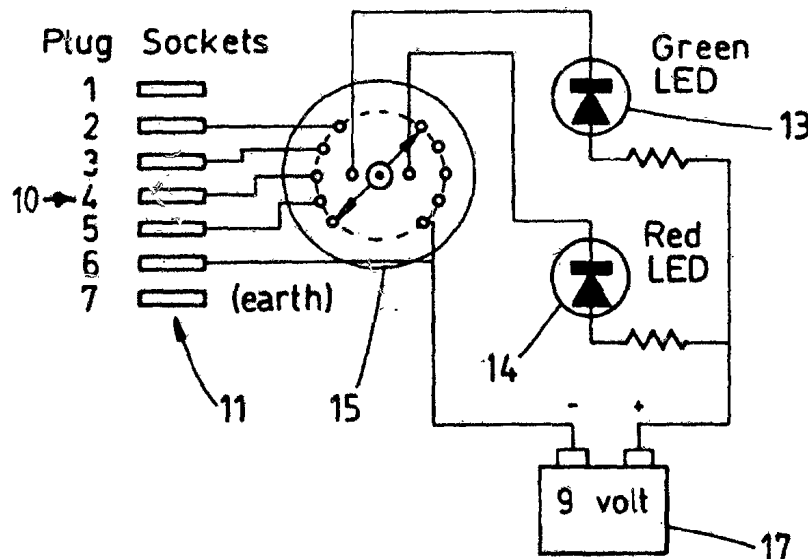 Plug Sockets
1
2
3
10 4
5
6
7 (earth)
11
15
Green
LED
13
Red
LED
14
- +
9 volt
17